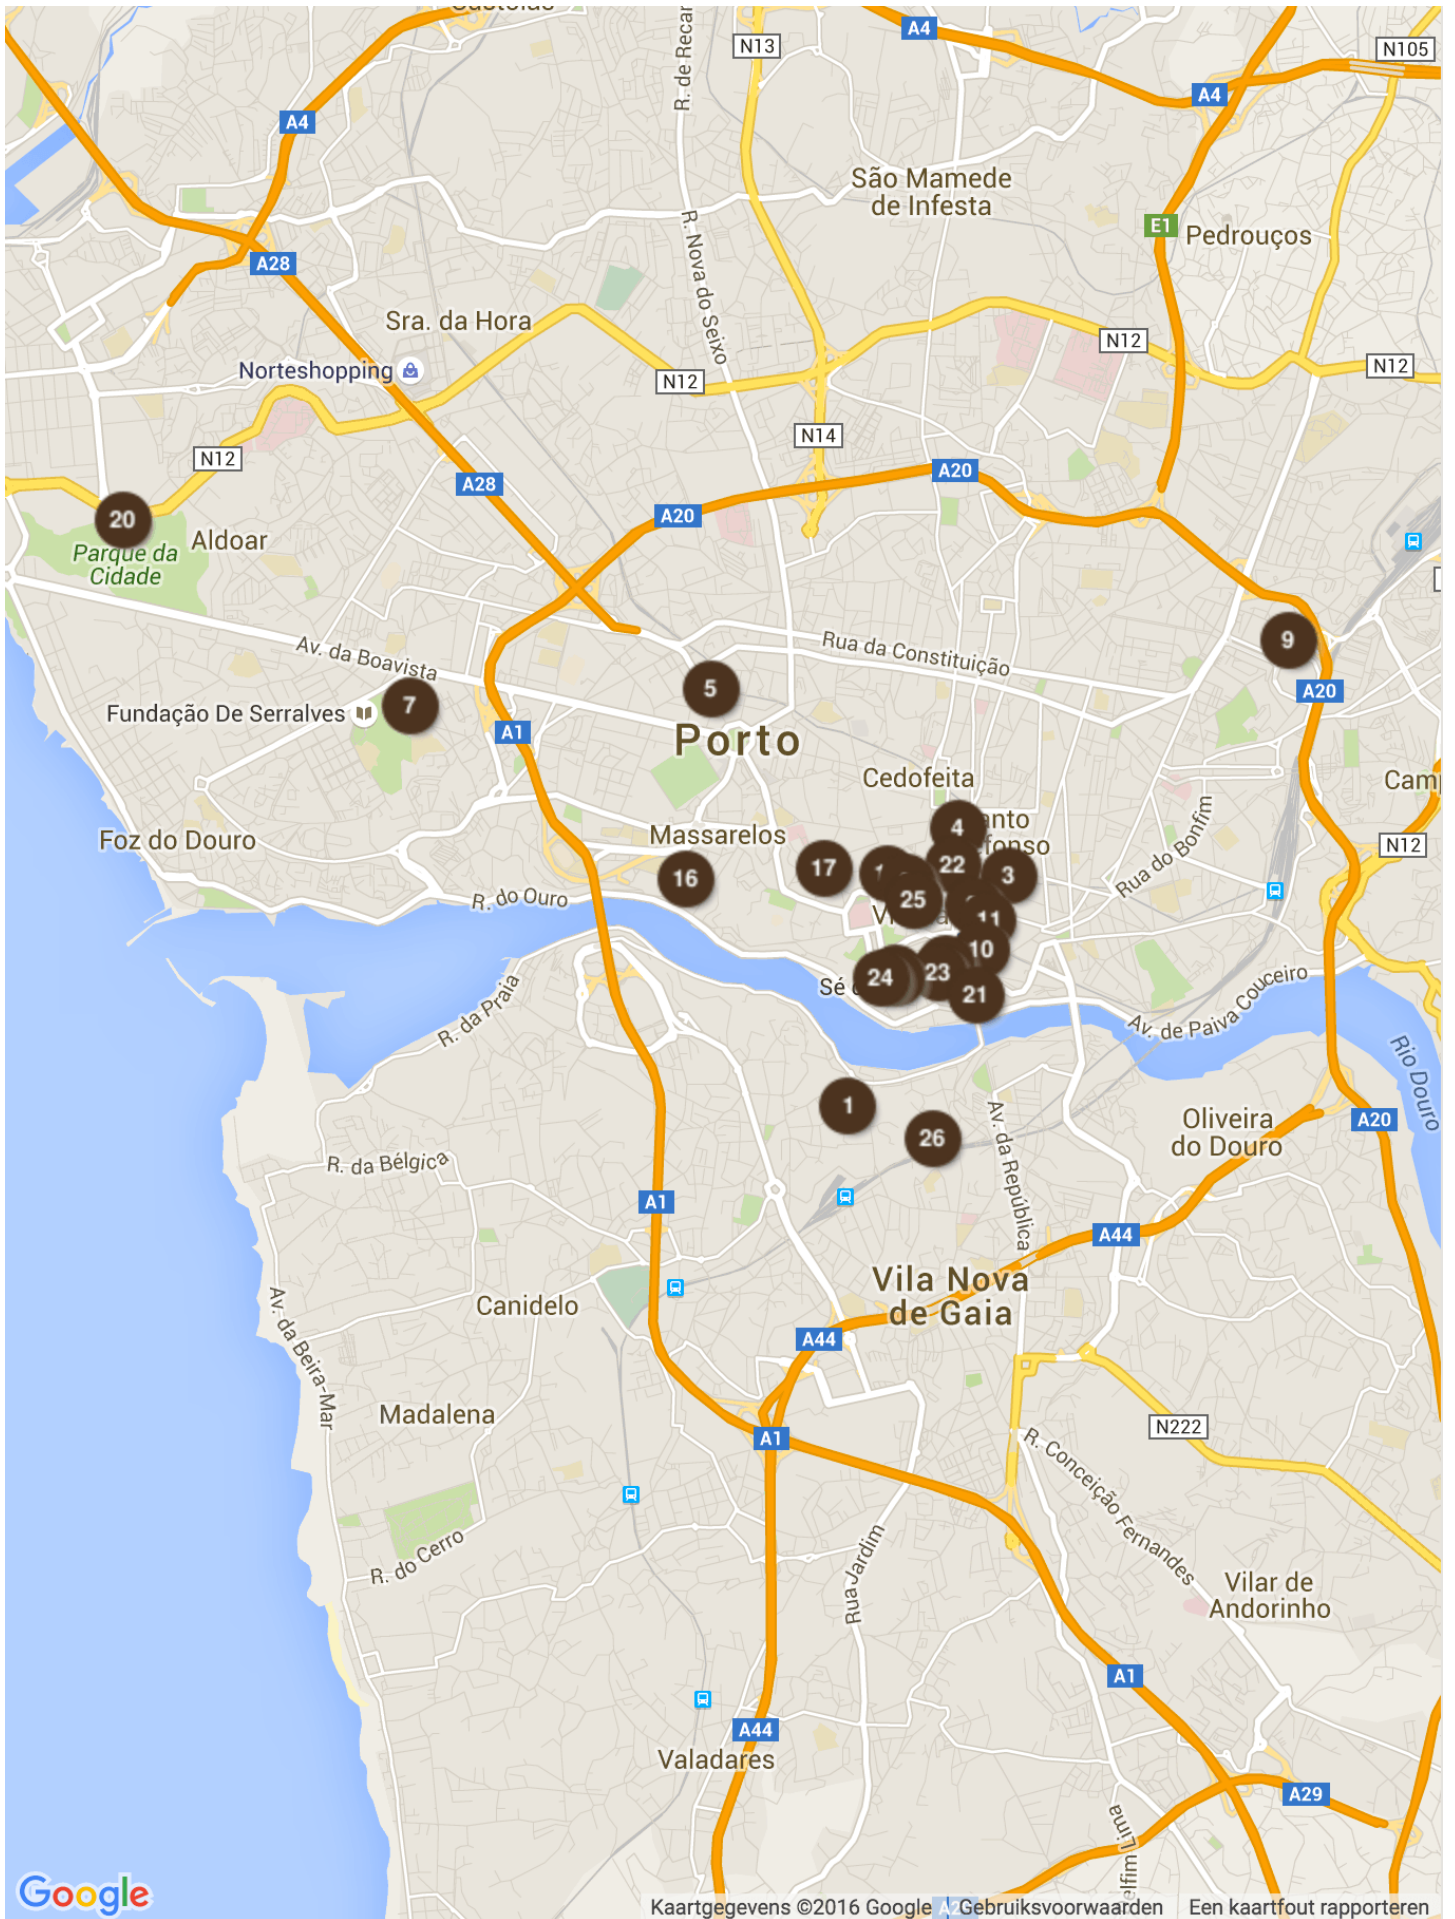 N13
A4
N105
R. de Recar
A4
A4
São Mamede
de Infesta
E1
Pedrouços
A28
R. Nova do Seixo
Sra. da Hora
N12
Norteshopping
N12
N12
N14
N12
A28
A20
A20
20
Aldoar
Parque da
Cidade
Av. da Boavista
Rua da Constituição
9
5
A20
7
Fundação De Serralves
A1
Porto
Cedofeita
Camp
Foz do Douro
Massarelos
4
anto
fonso
Rua do Bonfim
N12
17
22
3
16
25
R. do Ouro
11
10
Sé
24
23
21
R. da Praia
Av. de Paiva Couceiro
Rio Douro
1
26
Av. da República
Oliveira
do Douro
A20
R. da Bélgica
A1
A44
Vila Nova
de Gaia
Canidelo
A44
Av. da Beira-Mar
Madalena
A1
N222
R. Conceição Fernandes
R. do Cerro
Rua Jardim
Vilar de
Andorinho
A1
A44
Valadares
A29
elfim Lima
Google
Kaartgegevens ©2016 Google
Gebruiksvoorwaarden
Een kaartfout rapporteren